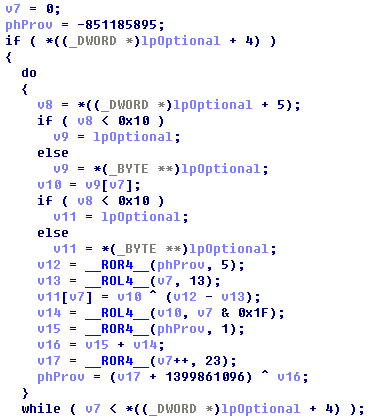 v7 = 0;
phProv = -851185895;
if ( *((_DWORD *)lpOptional + 4) )
{
do
{
v8 = *((_DWORD *)lpOptional + 5);
if ( v8 < 0x10 )
v9 = lpOptional;
else
v9 = *(_BYTE **)lpOptional;
v10 = v9[v7];
if ( v8 < 0x10 )
v11 = lpOptional;
else
v11 = *(_BYTE **)lpOptional;
v12 = __ROR4__(phProv, 5);
v13 = __ROL4__(v7, 13);
v11[v7] = v10 ^ (v12 - v13);
v14 = __ROL4__(v10, v7 & 0x1F);
v15 = __ROR4__(phProv, 1);
v16 = v15 + v14;
v17 = __ROR4__(v7++, 23);
phProv = (v17 + 1399861096) ^ v16;
}
while ( v7 < *((_DWORD *)lpOptional + 4) );